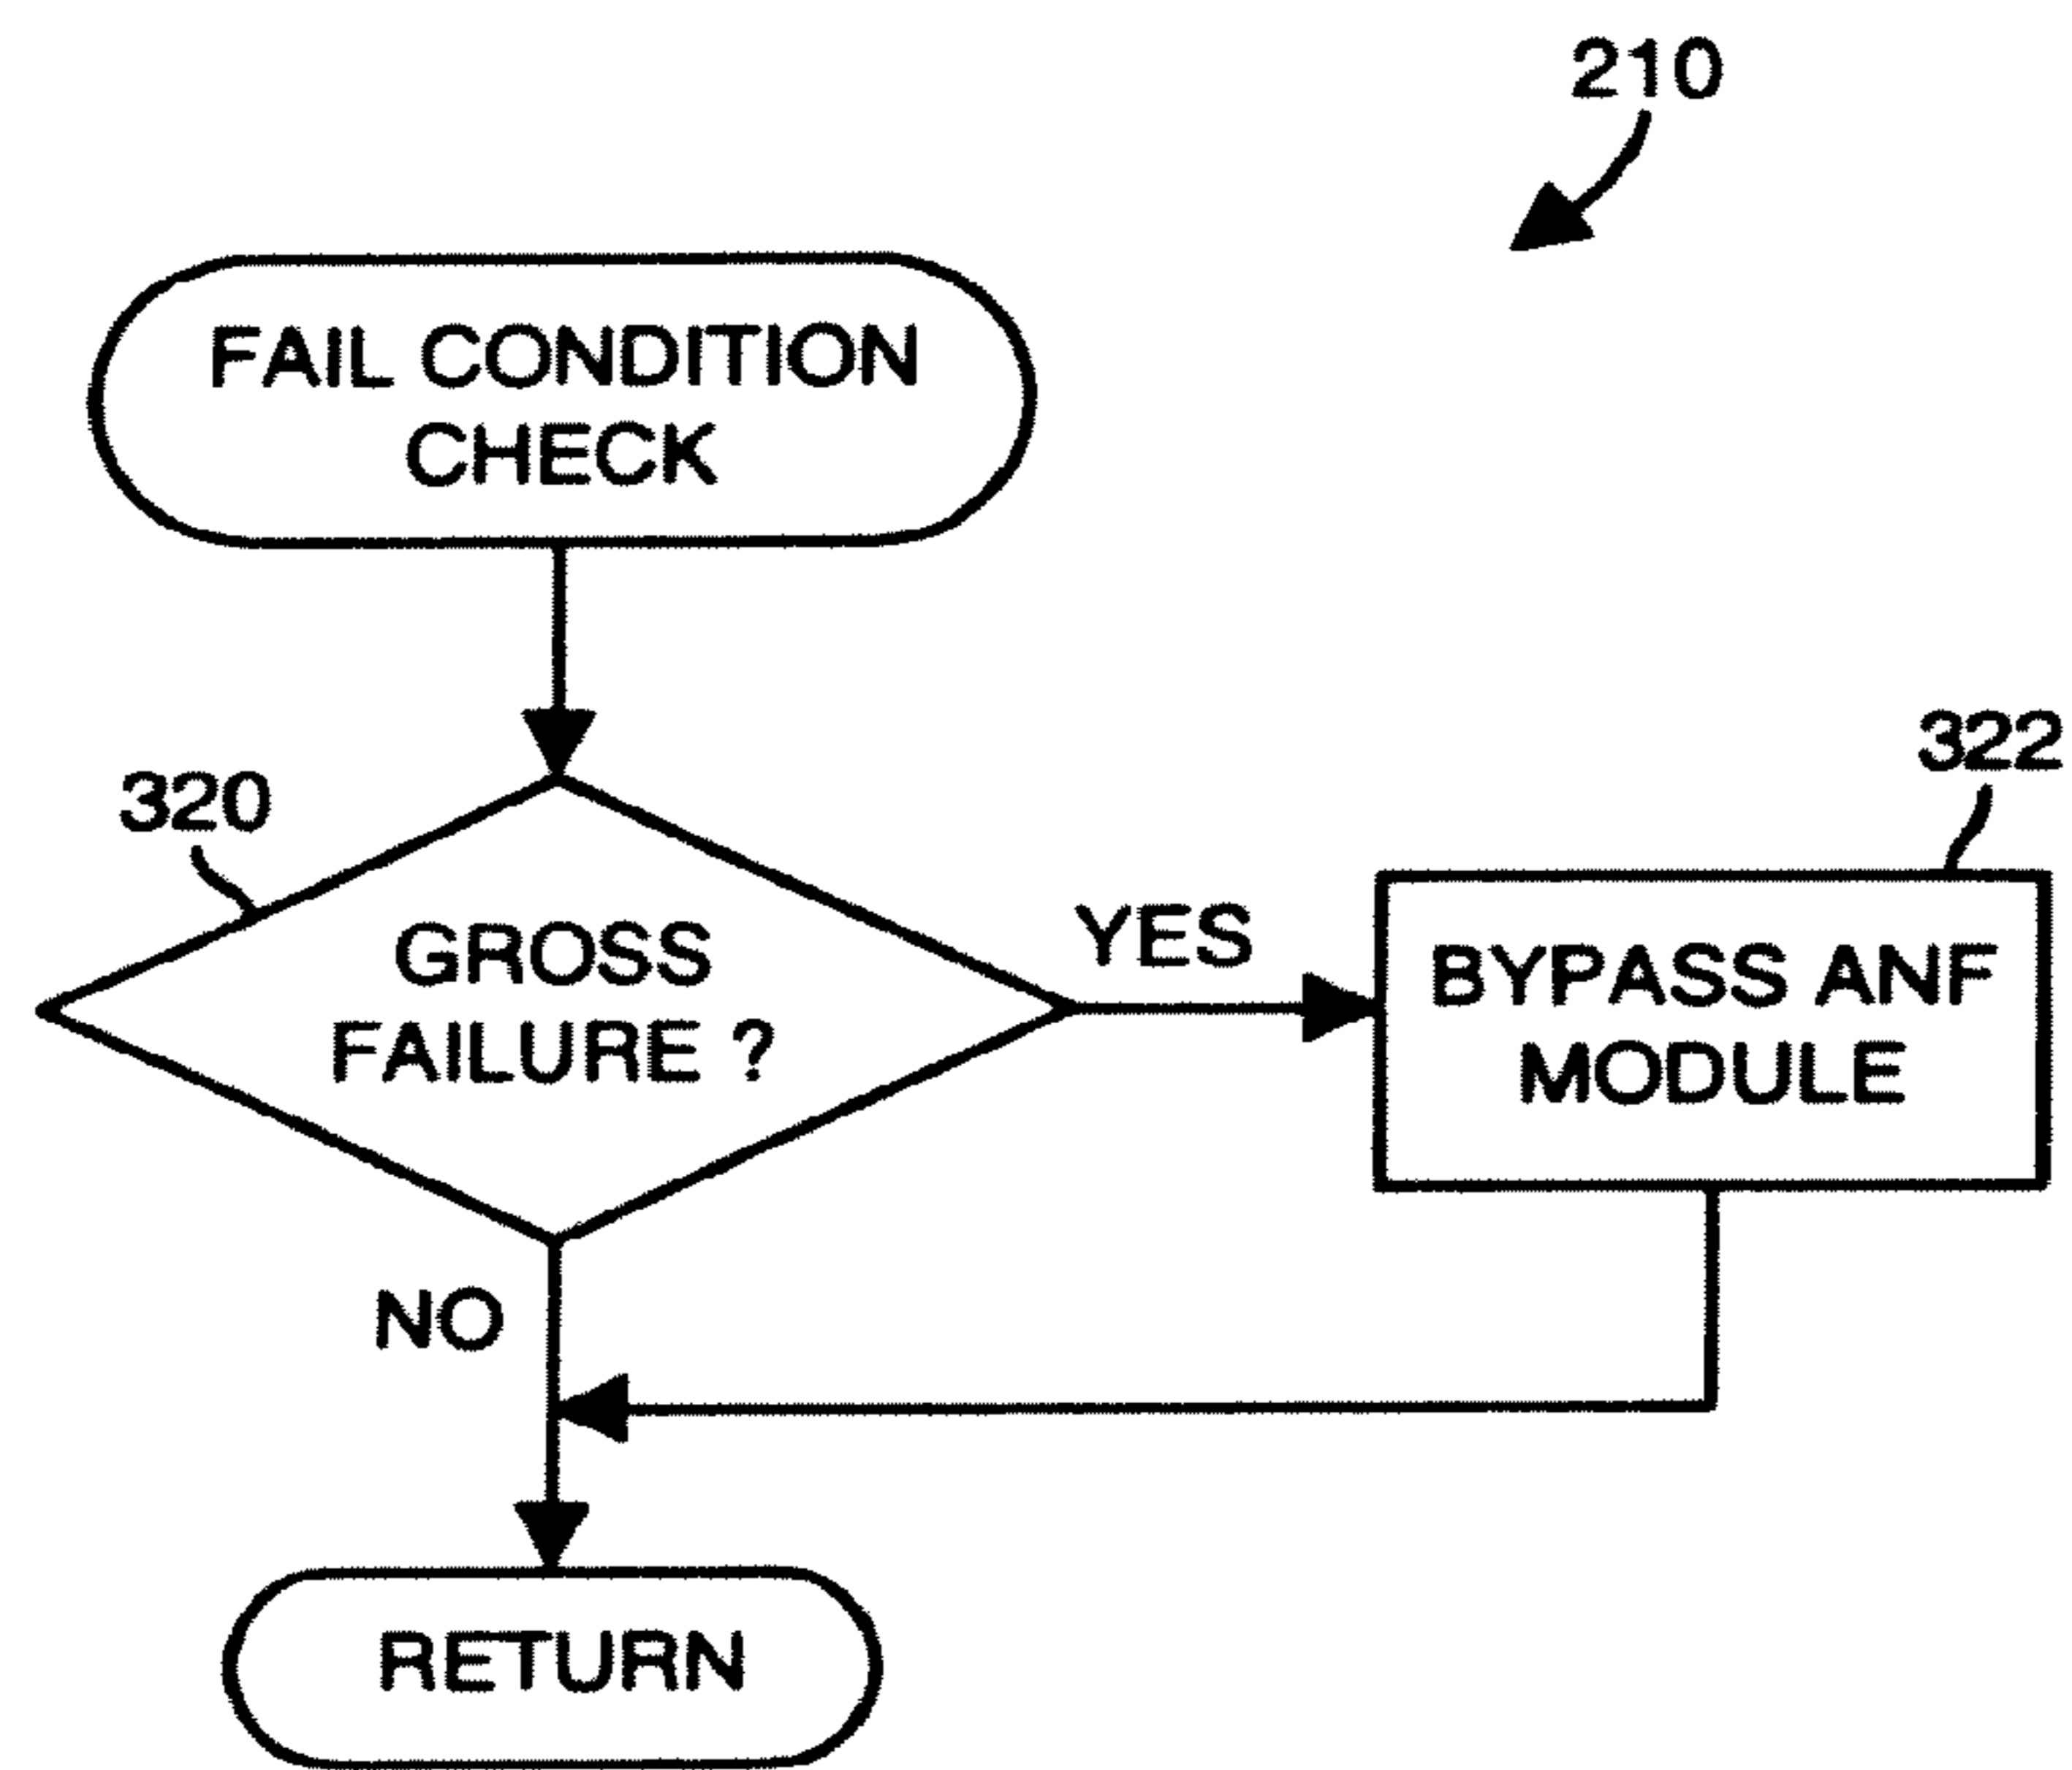 210
FAIL CONDITION
CHECK
320
GROSS
FAILURE ?
YES
322
BYPASS ANF
MODULE
NO
RETURN